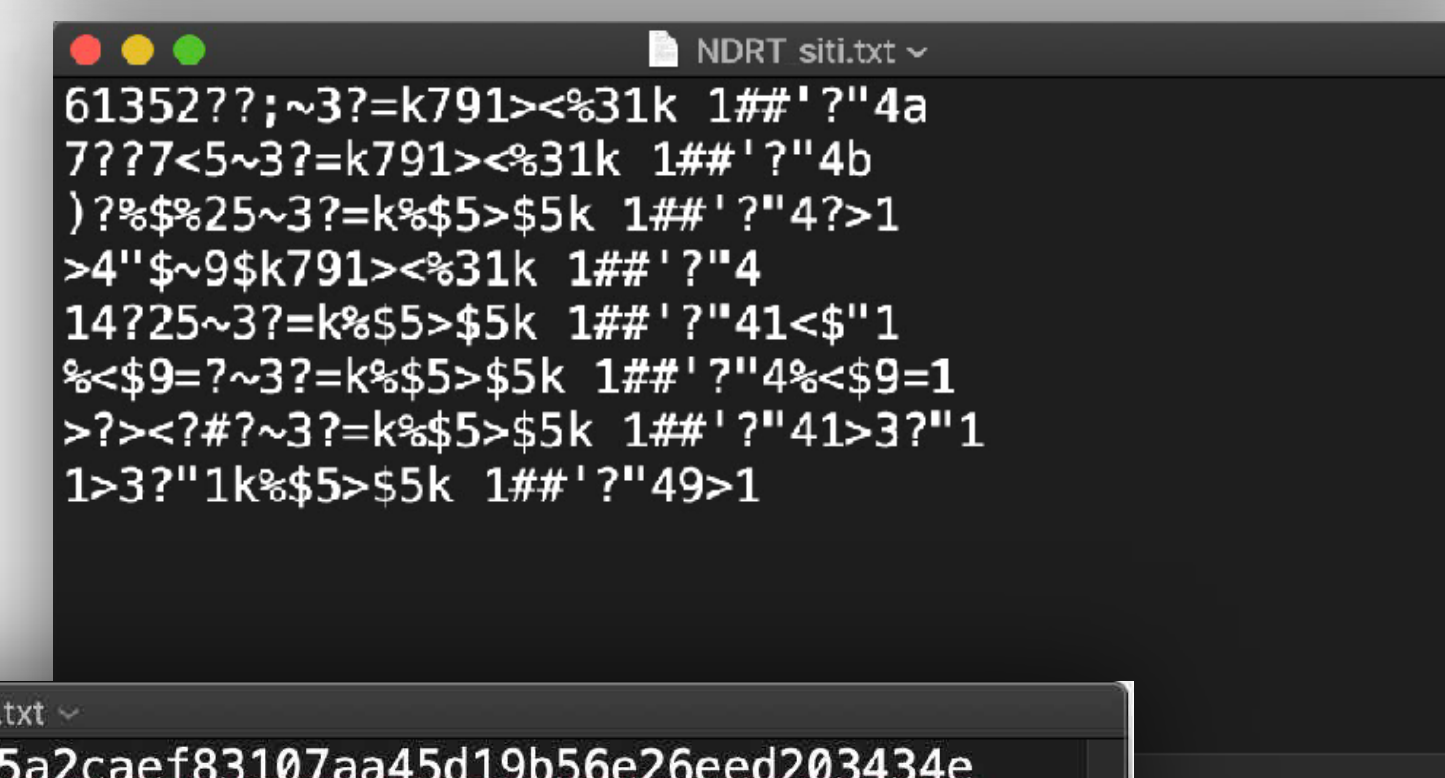 NDRT siti.txt
61352??;~3?=k791><%31k 1##'?"4a
7??7<5~3?=k791><%31k 1##'?"4b
)?%$%25~3?=k%$5>$5k 1##'?"4?>1
>4"$~9$k791><%31k 1##'?"4
14?25~3?=k%$5>$5k 1##'?"41<$"1
%<$9=?~3?=k%$5>$5k 1##'?"4%<$9=1
>?><?#?~3?=k%$5>$5k 1##'?"41>3?"1
1>3?"1k%$5>$5k 1##'?"49>1
.txt
5a2caef83107aa45d19b56e26eed203434e